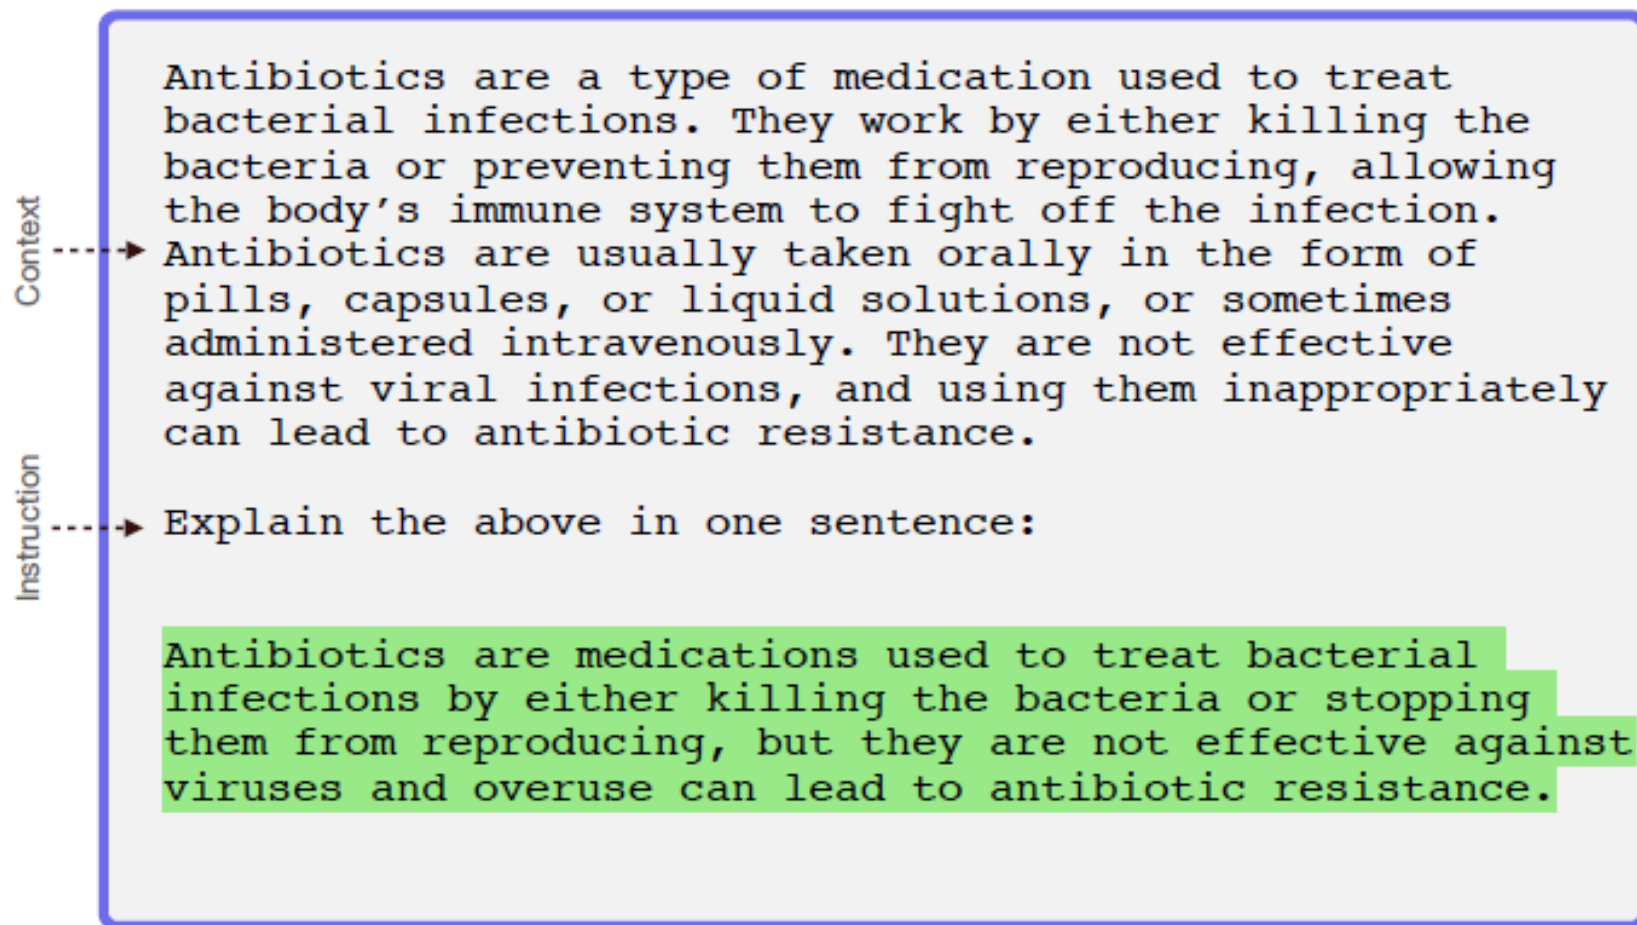 Context
Antibiotics are a type of medication used to treat
bacterial infections. They work by either killing the
bacteria or preventing them from reproducing, allowing
the body’s immune system to fight off the infection.
Antibiotics are usually taken orally in the form of
pills, capsules, or liquid solutions, or sometimes
administered intravenously. They are not effective
against viral infections, and using them inappropriately
can lead to antibiotic resistance.
Instruction
Explain the above in one sentence:
Antibiotics are medications used to treat bacterial
infections by either killing the bacteria or stopping
them from reproducing, but they are not effective against
viruses and overuse can lead to antibiotic resistance.